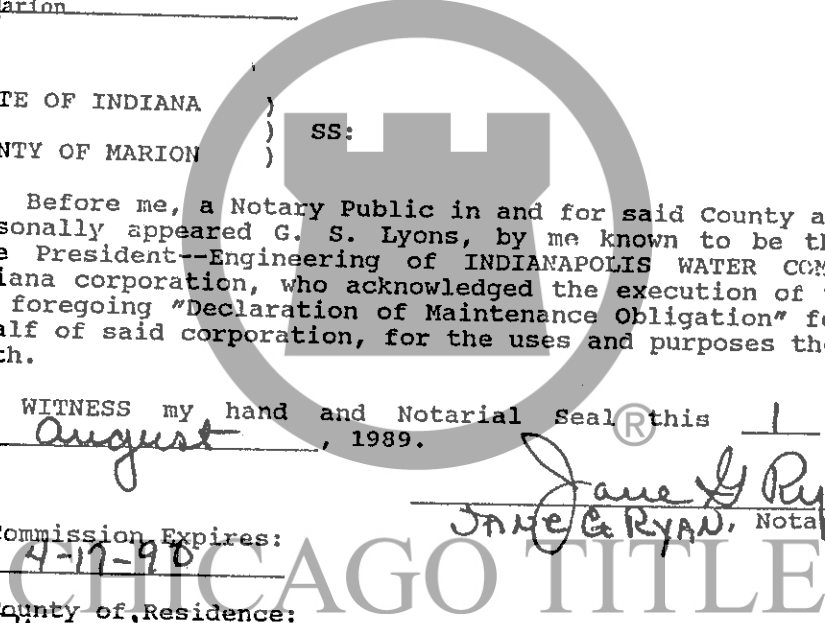 arion
TE OF INDIANA )
) SS:
NTY OF MARION )
Before me, a Notary Public in and for said County a
sonally appeared G. S. Lyons, by me known to be th
e President--Engineering of INDIANAPOLIS WATER COM
iana corporation, who acknowledged the execution of
foregoing "Declaration of Maintenance Obligation" fo
alf of said corporation, for the uses and purposes the
th.
WITNESS my hand and Notarial Seal ® this 1
August, 1989.
Jane G Ry
JANE G RYAN, Nota
ommission Expires:
4-17-90
CHICAGO TITLE
ounty of Residence: